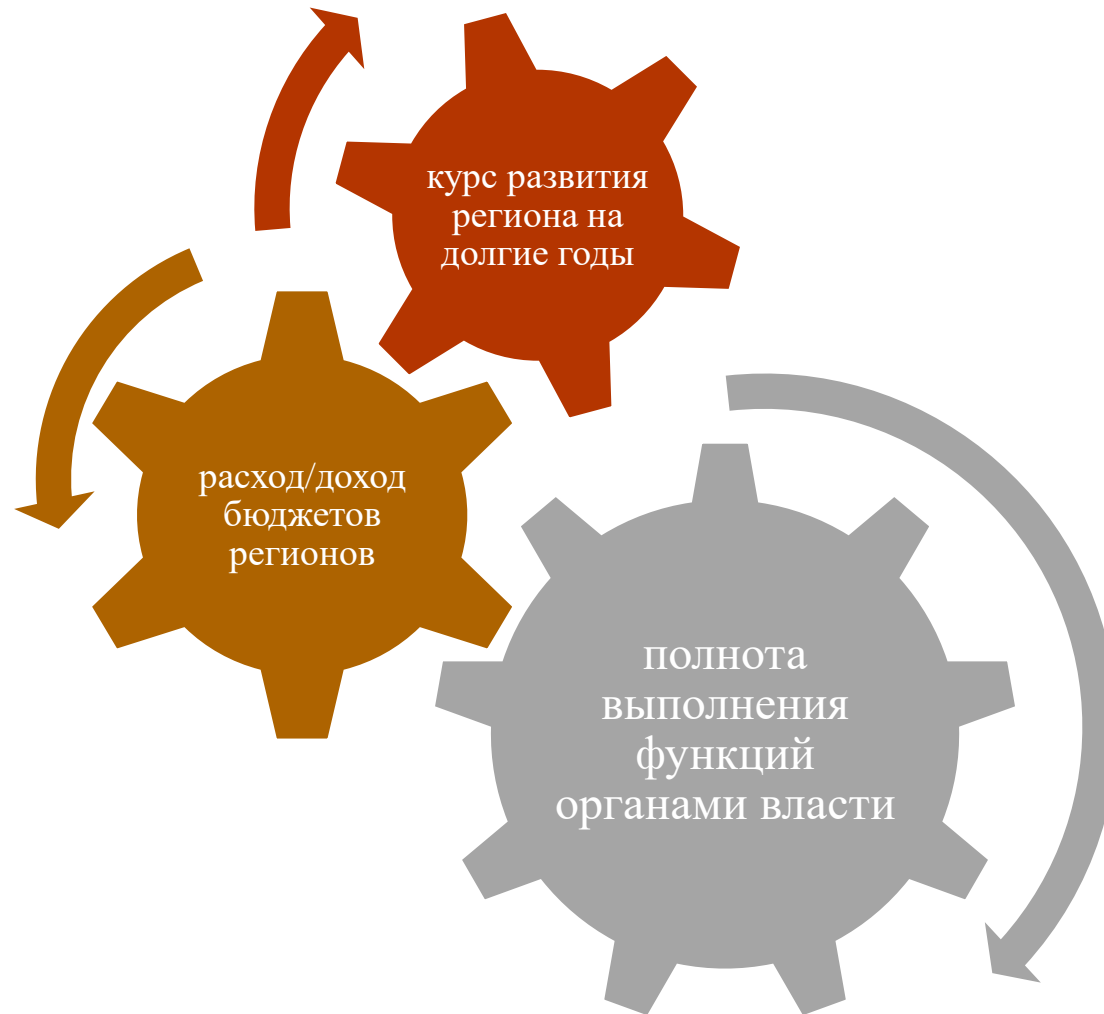 курс развития
региона на
долгие годы
расход/доход
бюджетов
регионов
полнота
выполнения
функций
органами власти